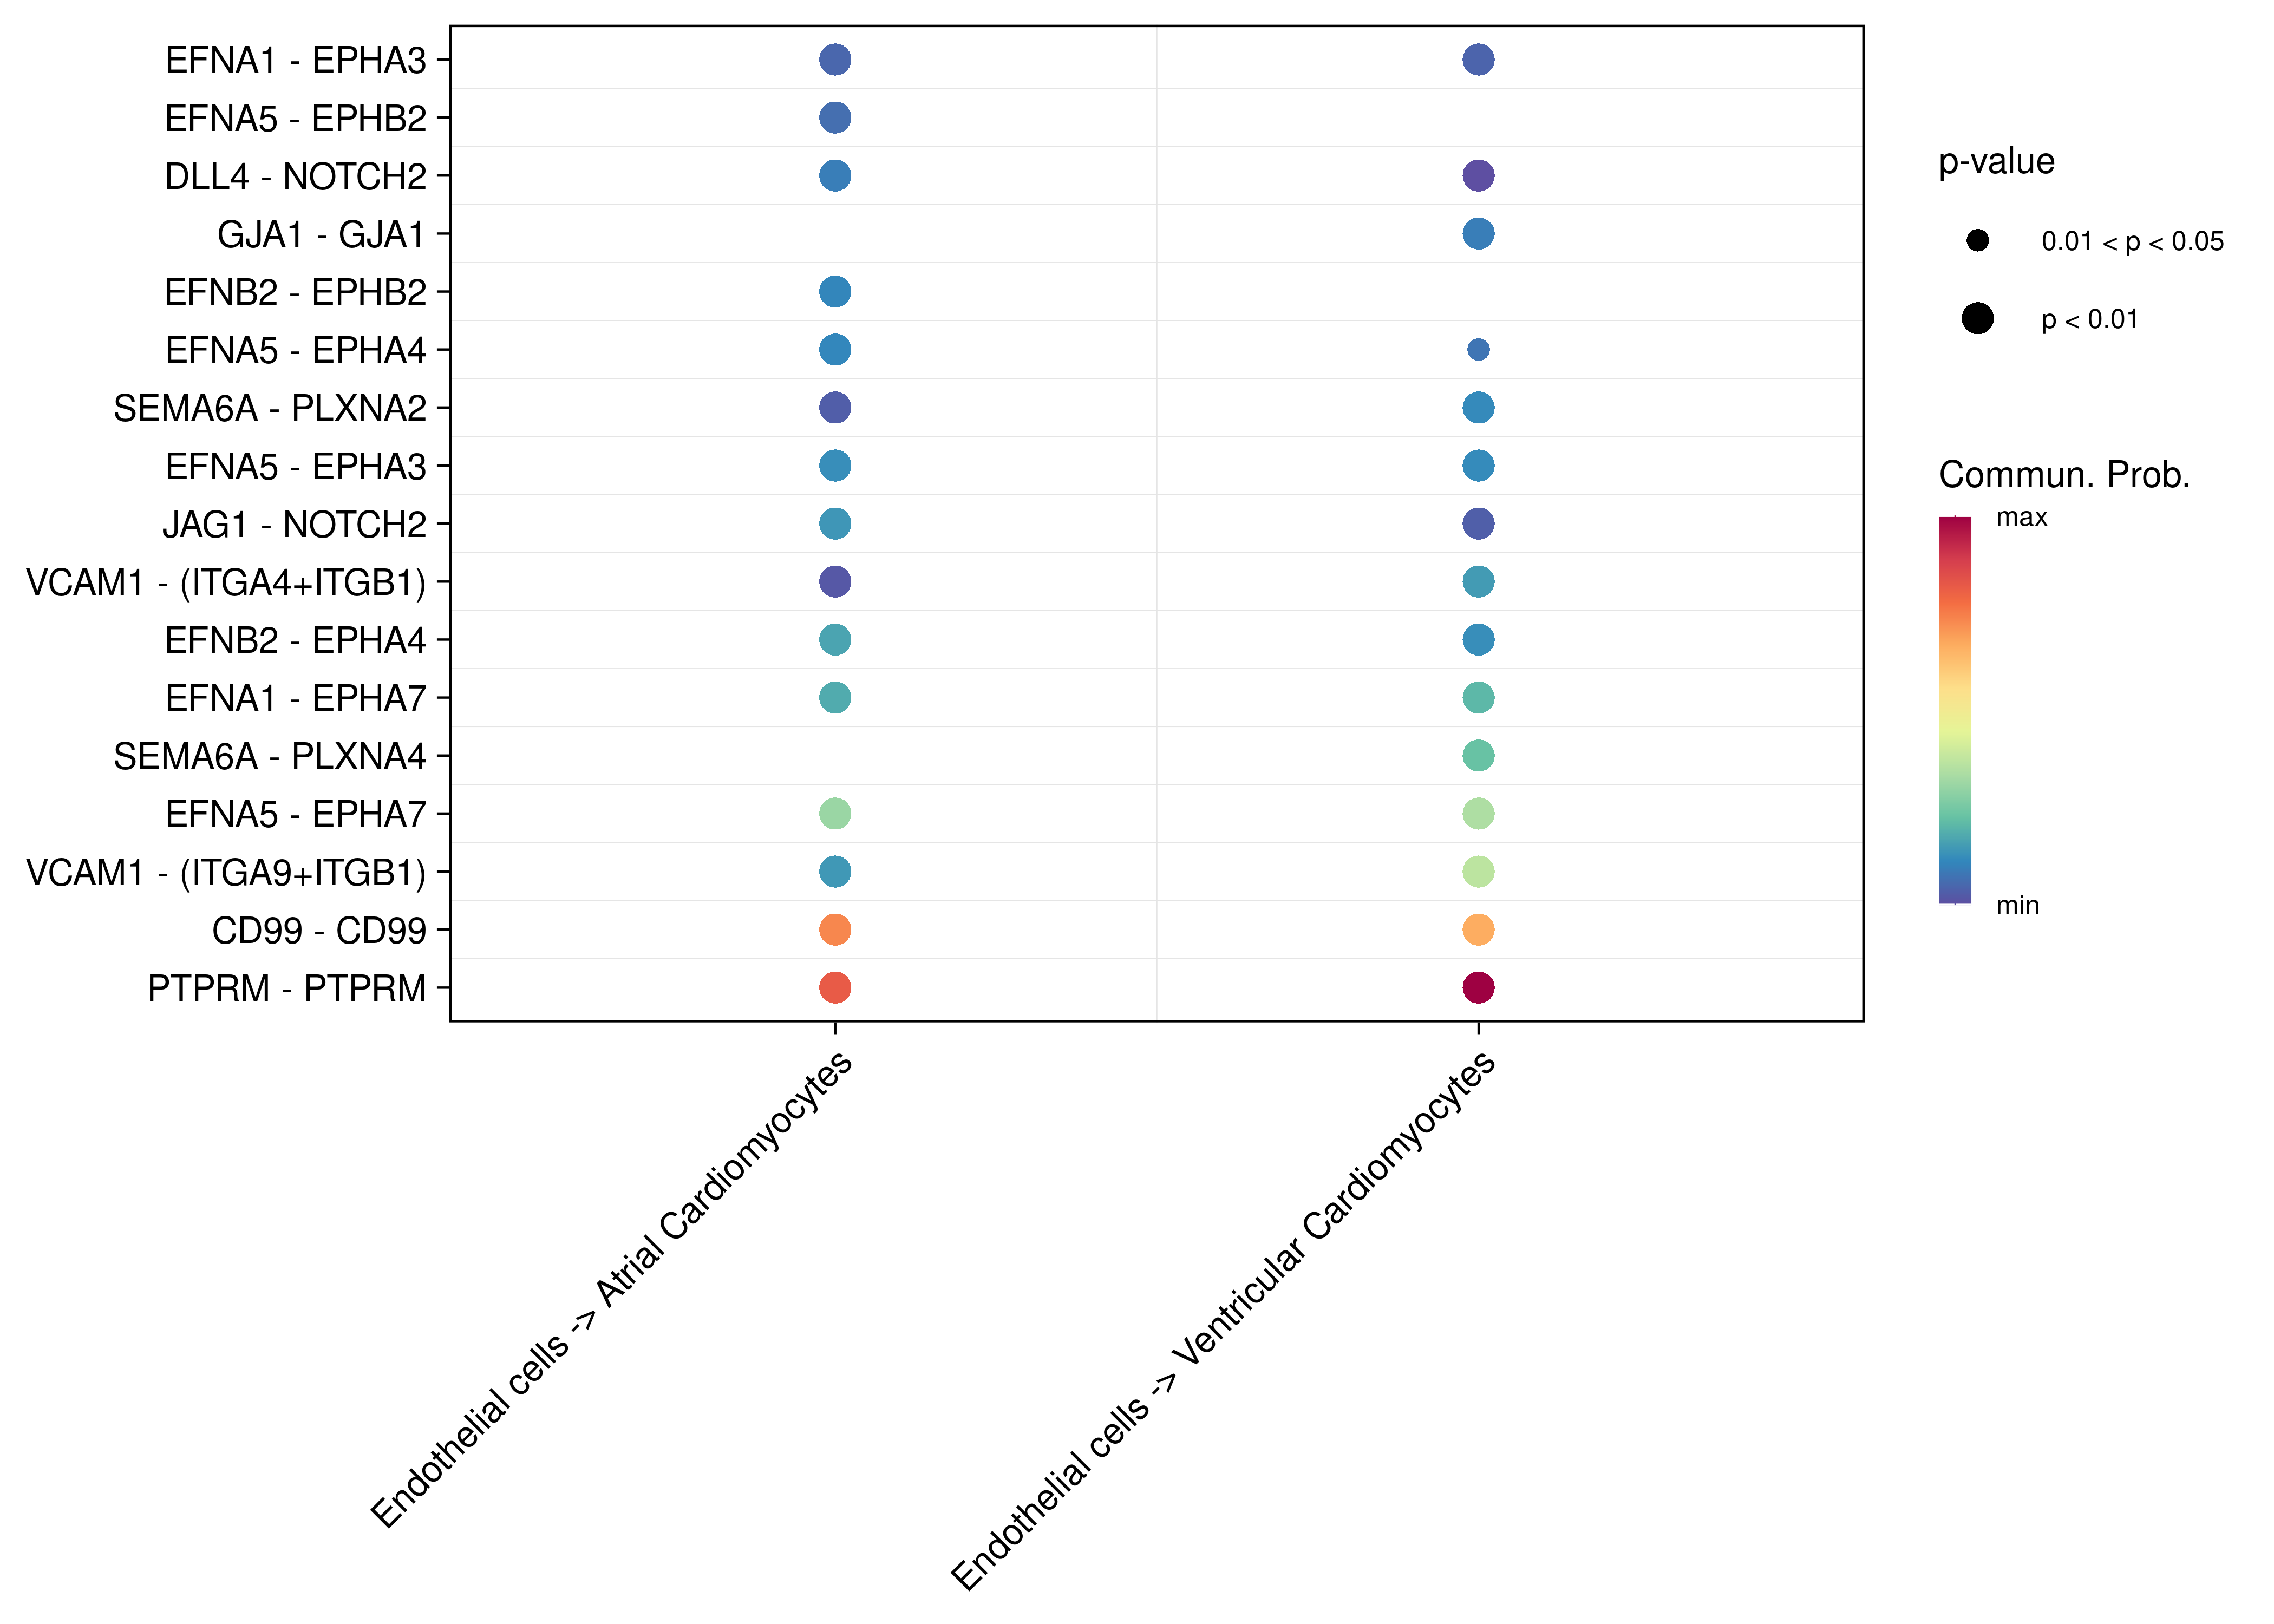 EFNA1 - EPHA3
EFNA5 - EPHB2
DLL4 - NOTCH2
GJA1 - GJA1
EFNB2 - EPHB2
EFNA5 - EPHA4
SEMA6A - PLXNA2
EFNA5 - EPHA3
JAG1 - NOTCH2
VCAM1 - (ITGA4+ITGB1)
EFNB2 - EPHA4
EFNA1 - EPHA7
SEMA6A - PLXNA4
EFNA5 - EPHA7
VCAM1 - (ITGA9+ITGB1)
CD99 - CD99
PTPRM - PTPRM
Endothelial cells -> Atrial Cardiomyocytes
Endothelial cells -> Ventricular Cardiomyocytes
p-value
0.01 < p < 0.05
p < 0.01
Commun. Prob.
max
min